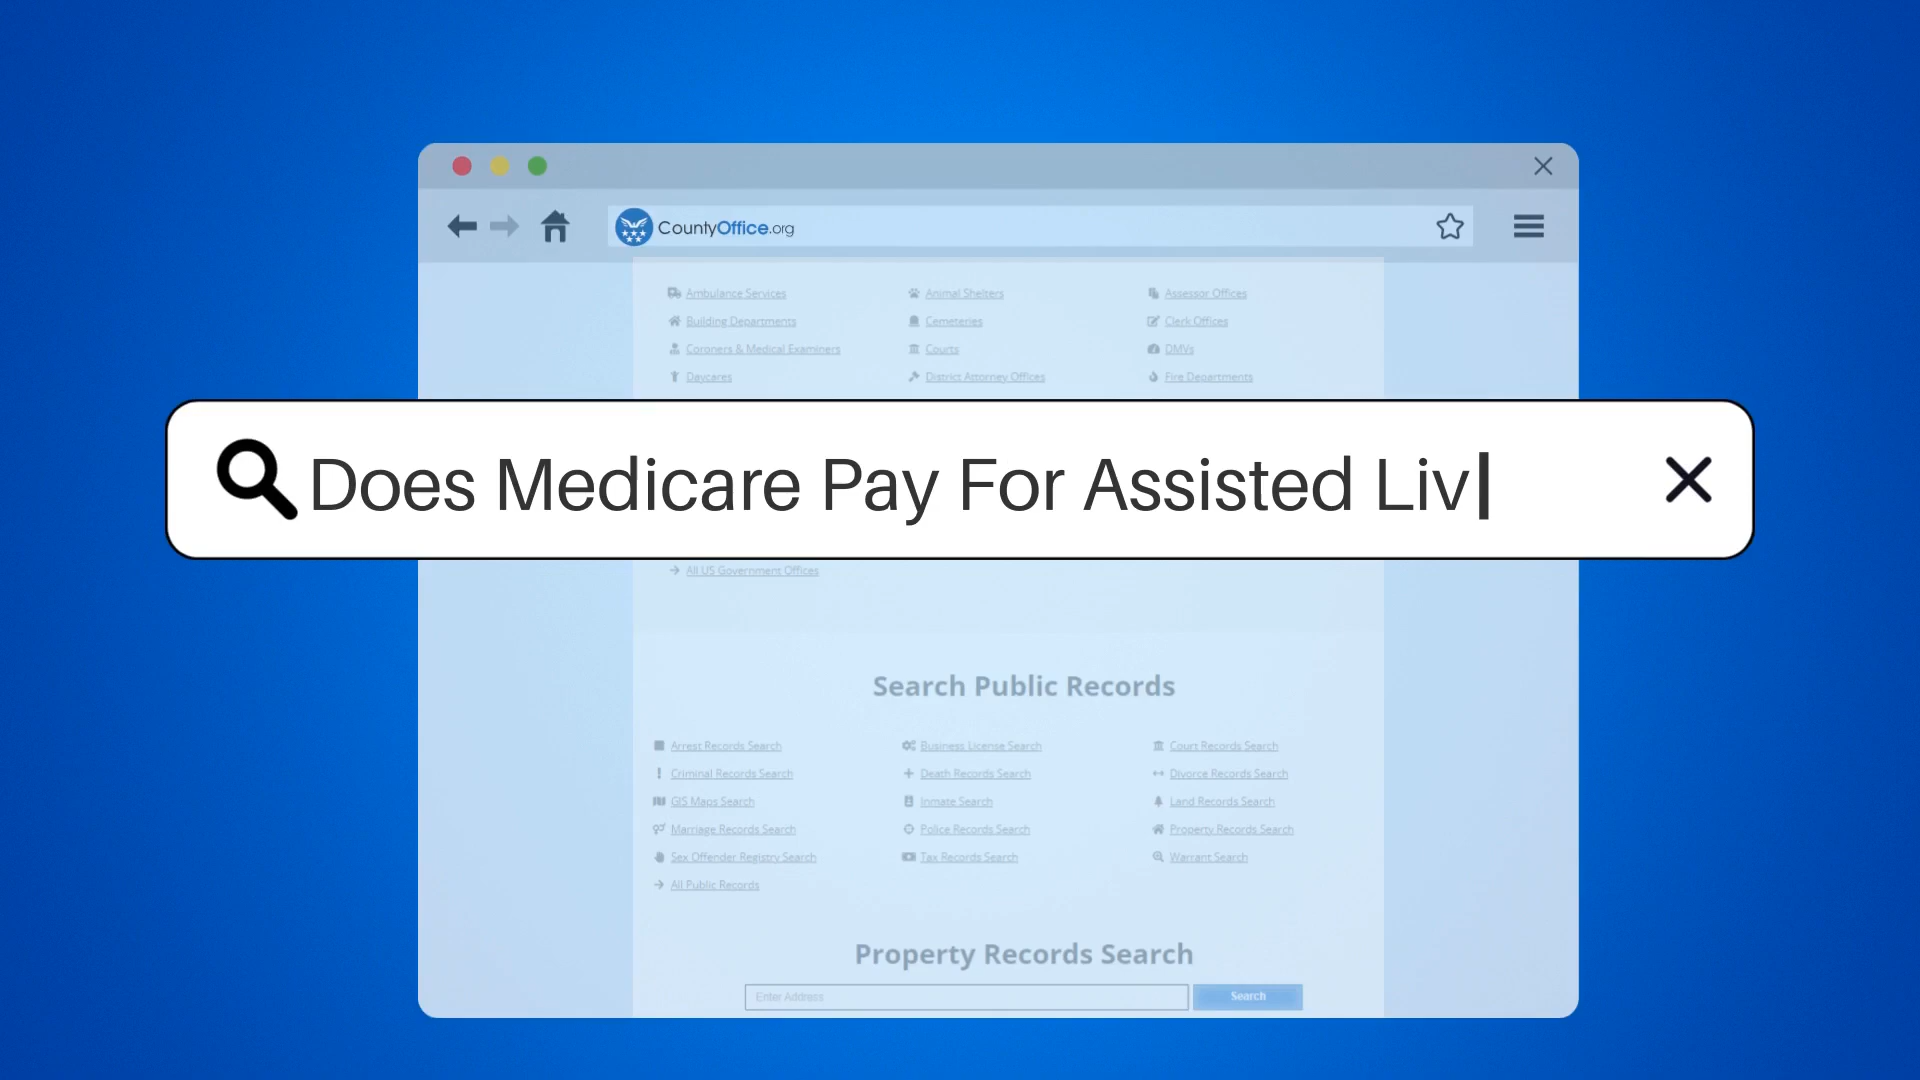 CountyOffice.org
Ambulance Services Animal Shelters Assessor Offices
Building Departments Cemeteries Clerk Offices
Coroners & Medical Examiners Courts DMVs
Daycares District Attorney Offices Fire Departments
Does Medicare Pay For Assisted Liv
All US Government Offices
Search Public Records
Arrest Records Search Business License Search Court Records Search
Criminal Records Search Death Records Search Divorce Records Search
GIS Maps Search Inmate Search Land Records Search
Marriage Records Search Police Records Search Property Records Search
Sex Offender Registry Search Tax Records Search Warrant Search
All Public Records
Property Records Search
Enter Address Search